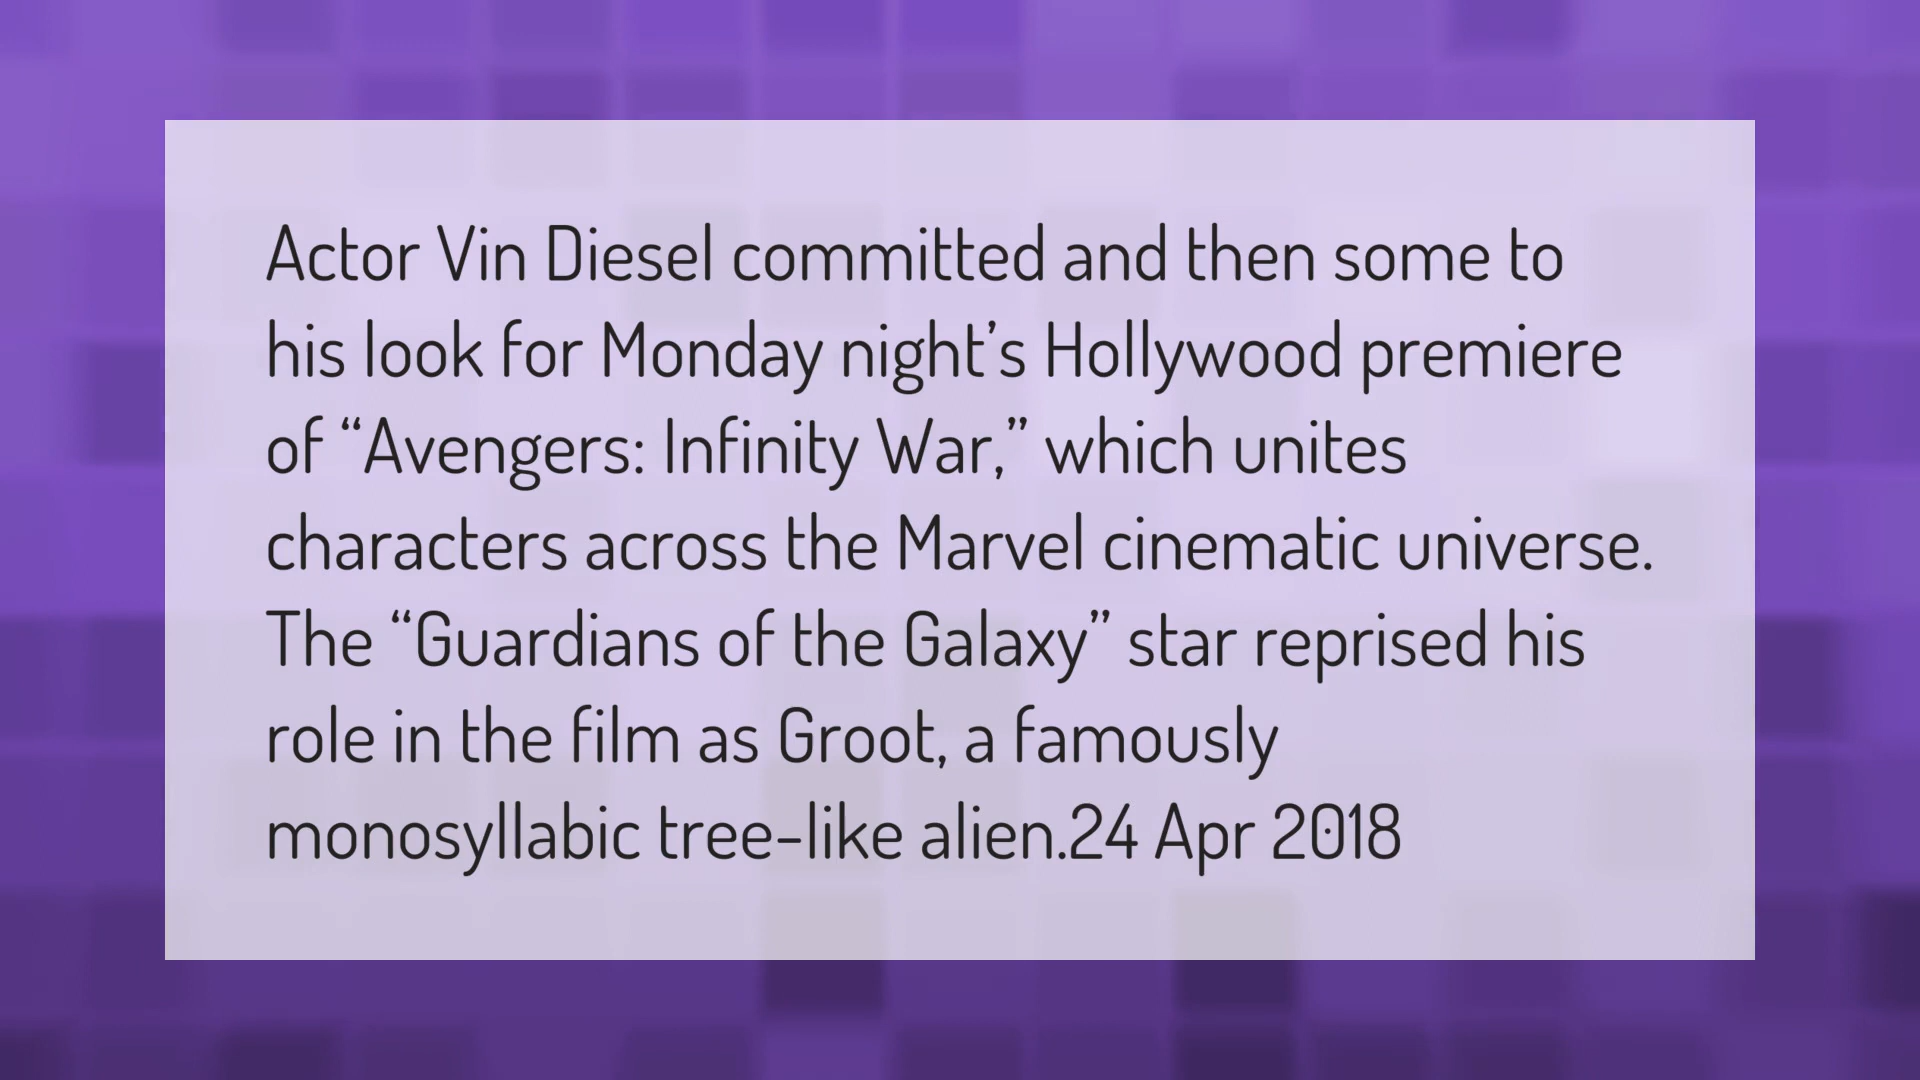 Actor Vin Diesel committed and then some to
his look for Monday night’s Hollywood premiere
of “Avengers: Infinity War,” which unites
characters across the Marvel cinematic universe.
The “Guardians of the Galaxy” star reprised his
role in the film as Groot, a famously
monosyllabic tree-like alien.24 Apr 2018